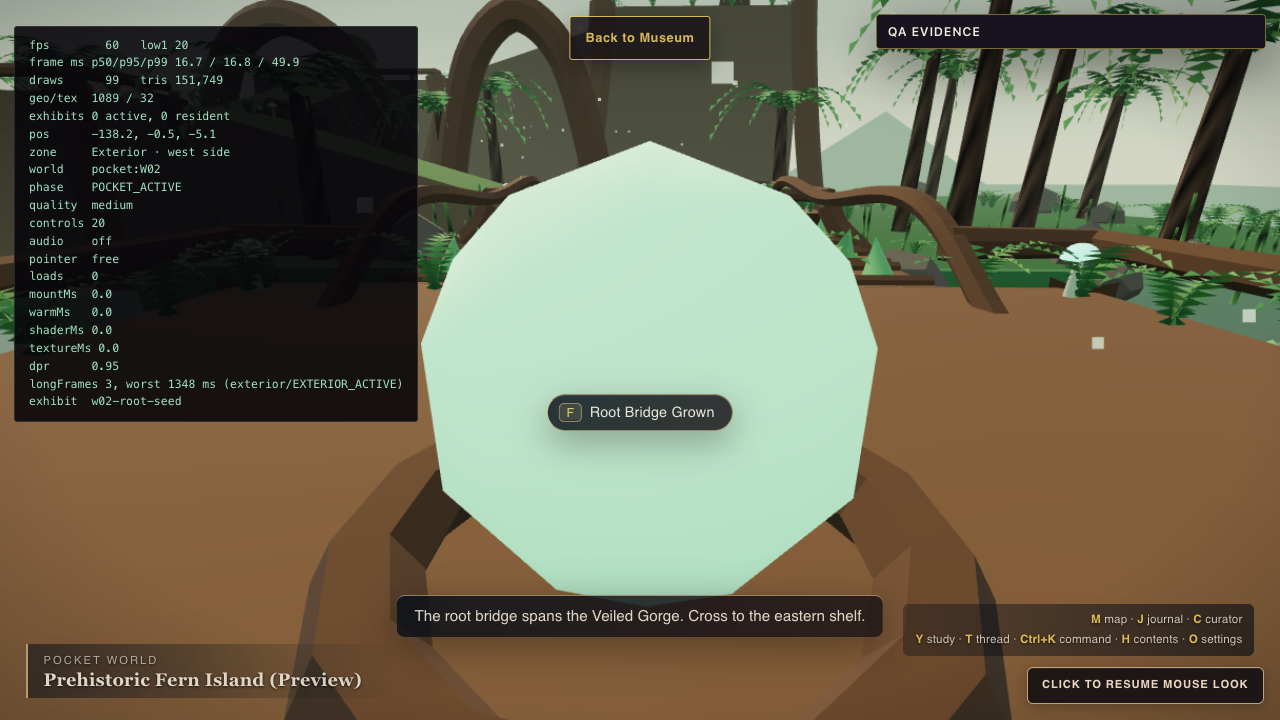 fps 60 low1 20
frame ms p50/p95/p99 16.7 / 16.8 / 49.9
draws 99 tris 151,749
geo/tex 1089 / 32
exhibits 0 active, 0 resident
pos −138.2, −0.5, −5.1
zone Exterior · west side
world pocket:W02
phase POCKET_ACTIVE
quality medium
controls 20
audio off
pointer free
loads 0
mountMs 0.0
warmMs 0.0
shaderMs 0.0
textureMs 0.0
dpr 0.95
longFrames 3, worst 1348 ms (exterior/EXTERIOR_ACTIVE)
exhibit w02−root−seed
Back to Museum
QA EVIDENCE
F Root Bridge Grown
The root bridge spans the Veiled Gorge. Cross to the eastern shelf.
M map · J journal · C curator
Y study · T thread · Ctrl+K command · H contents · O settings
POCKET WORLD
Prehistoric Fern Island (Preview)
CLICK TO RESUME MOUSE LOOK